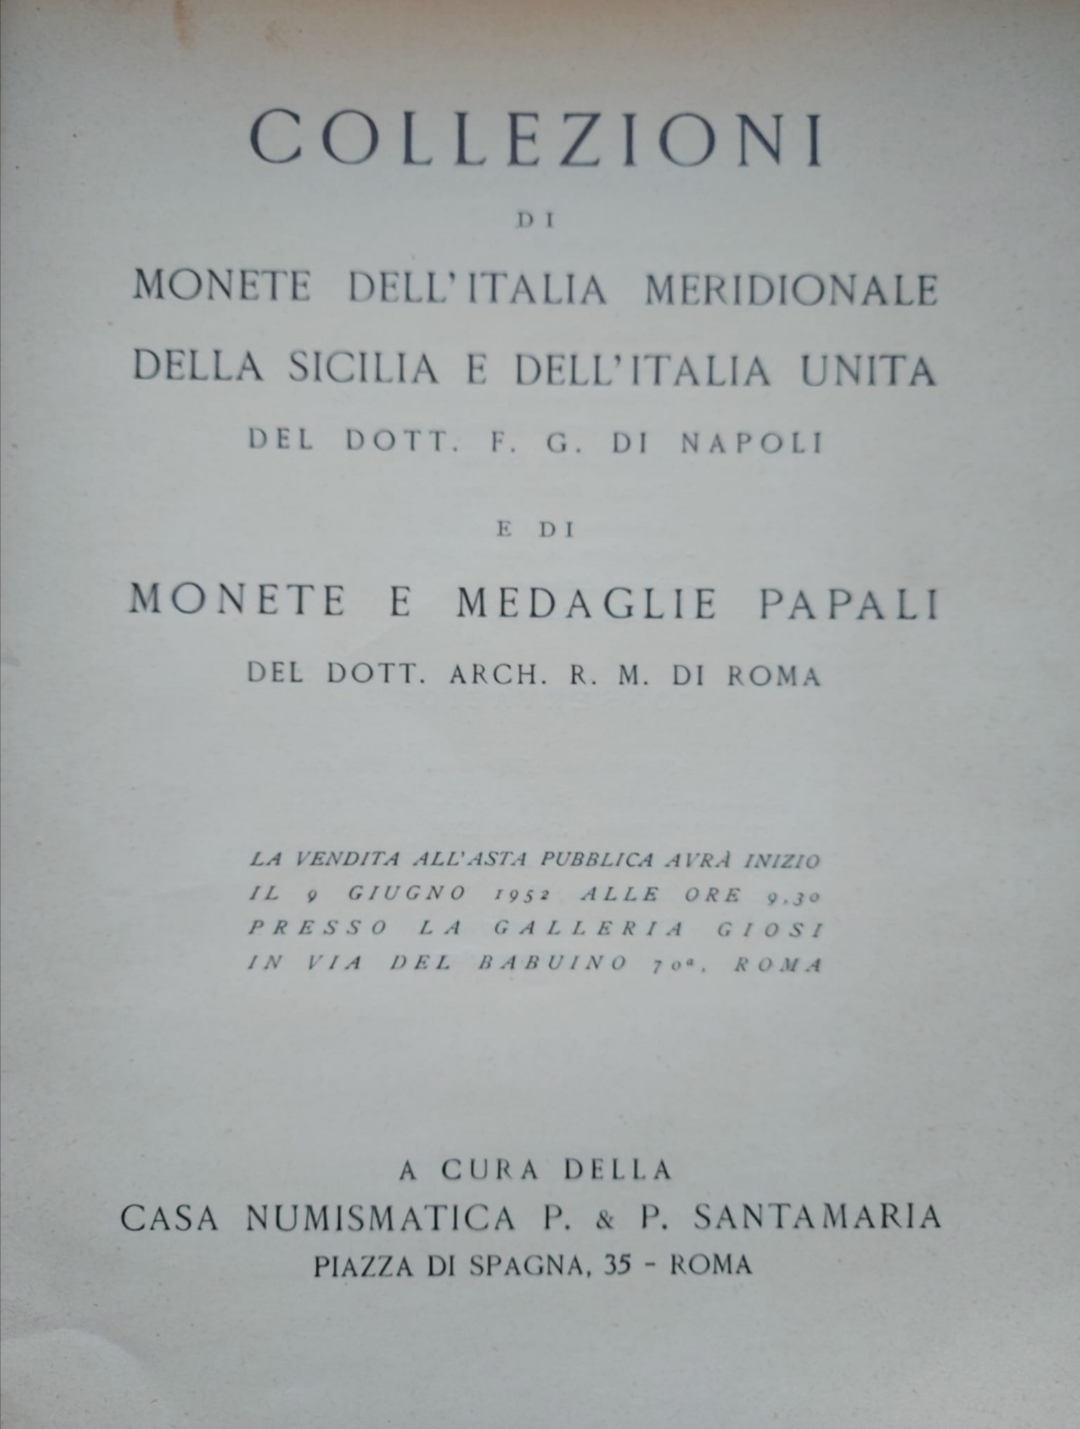 COLLEZIONI
DI
MONETE DELL'ITALIA MERIDIONALE
DELLA SICILIA E DELL'ITALIA UNITA
DEL DOTT. F. G. DI NAPOLI
E DI
MONETE E MEDAGLIE PAPALI
DEL DOTT. ARCH. R. M. DI ROMA
LA VENDITA ALL'ASTA PUBBLICA AVRÀ INIZIO
IL 9 GIUGNO 1952 ALLE ORE 9,30
PRESSO LA GALLERIA GIOSI
IN VIA DEL BABUINO 70ª, ROMA
A CURA DELLA
CASA NUMISMATICA P. & P. SANTAMARIA
PIAZZA DI SPAGNA, 35 - ROMA